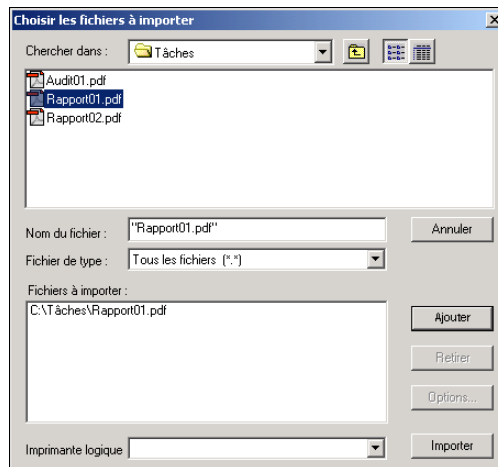 Choisir les fichiers à importer
Chercher dans :
Tâches
Audit01.pdf
Rapport01.pdf
Rapport02.pdf
Nom du fichier :
"Rapport01.pdf"
Annuler
Fichier de type :
Tous les fichiers (*.*)
Fichiers à importer :
C:\Tâches\Rapport01.pdf
Ajouter
Retirer
Options...
Imprimante logique
Importer